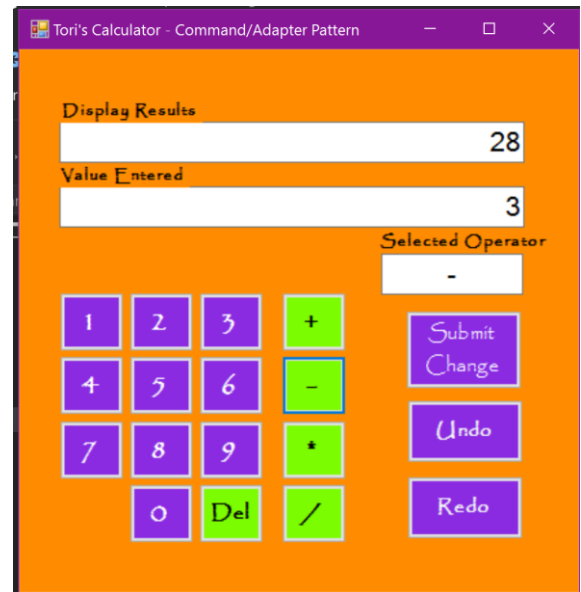 Tori's Calculator - Command/Adapter Pattern
Display Results
28
Value Entered
3
Selected Operator
-
1 2 3 +
Submit
Change
4 5 6 -
Undo
7 8 9 *
0 Del /
Redo